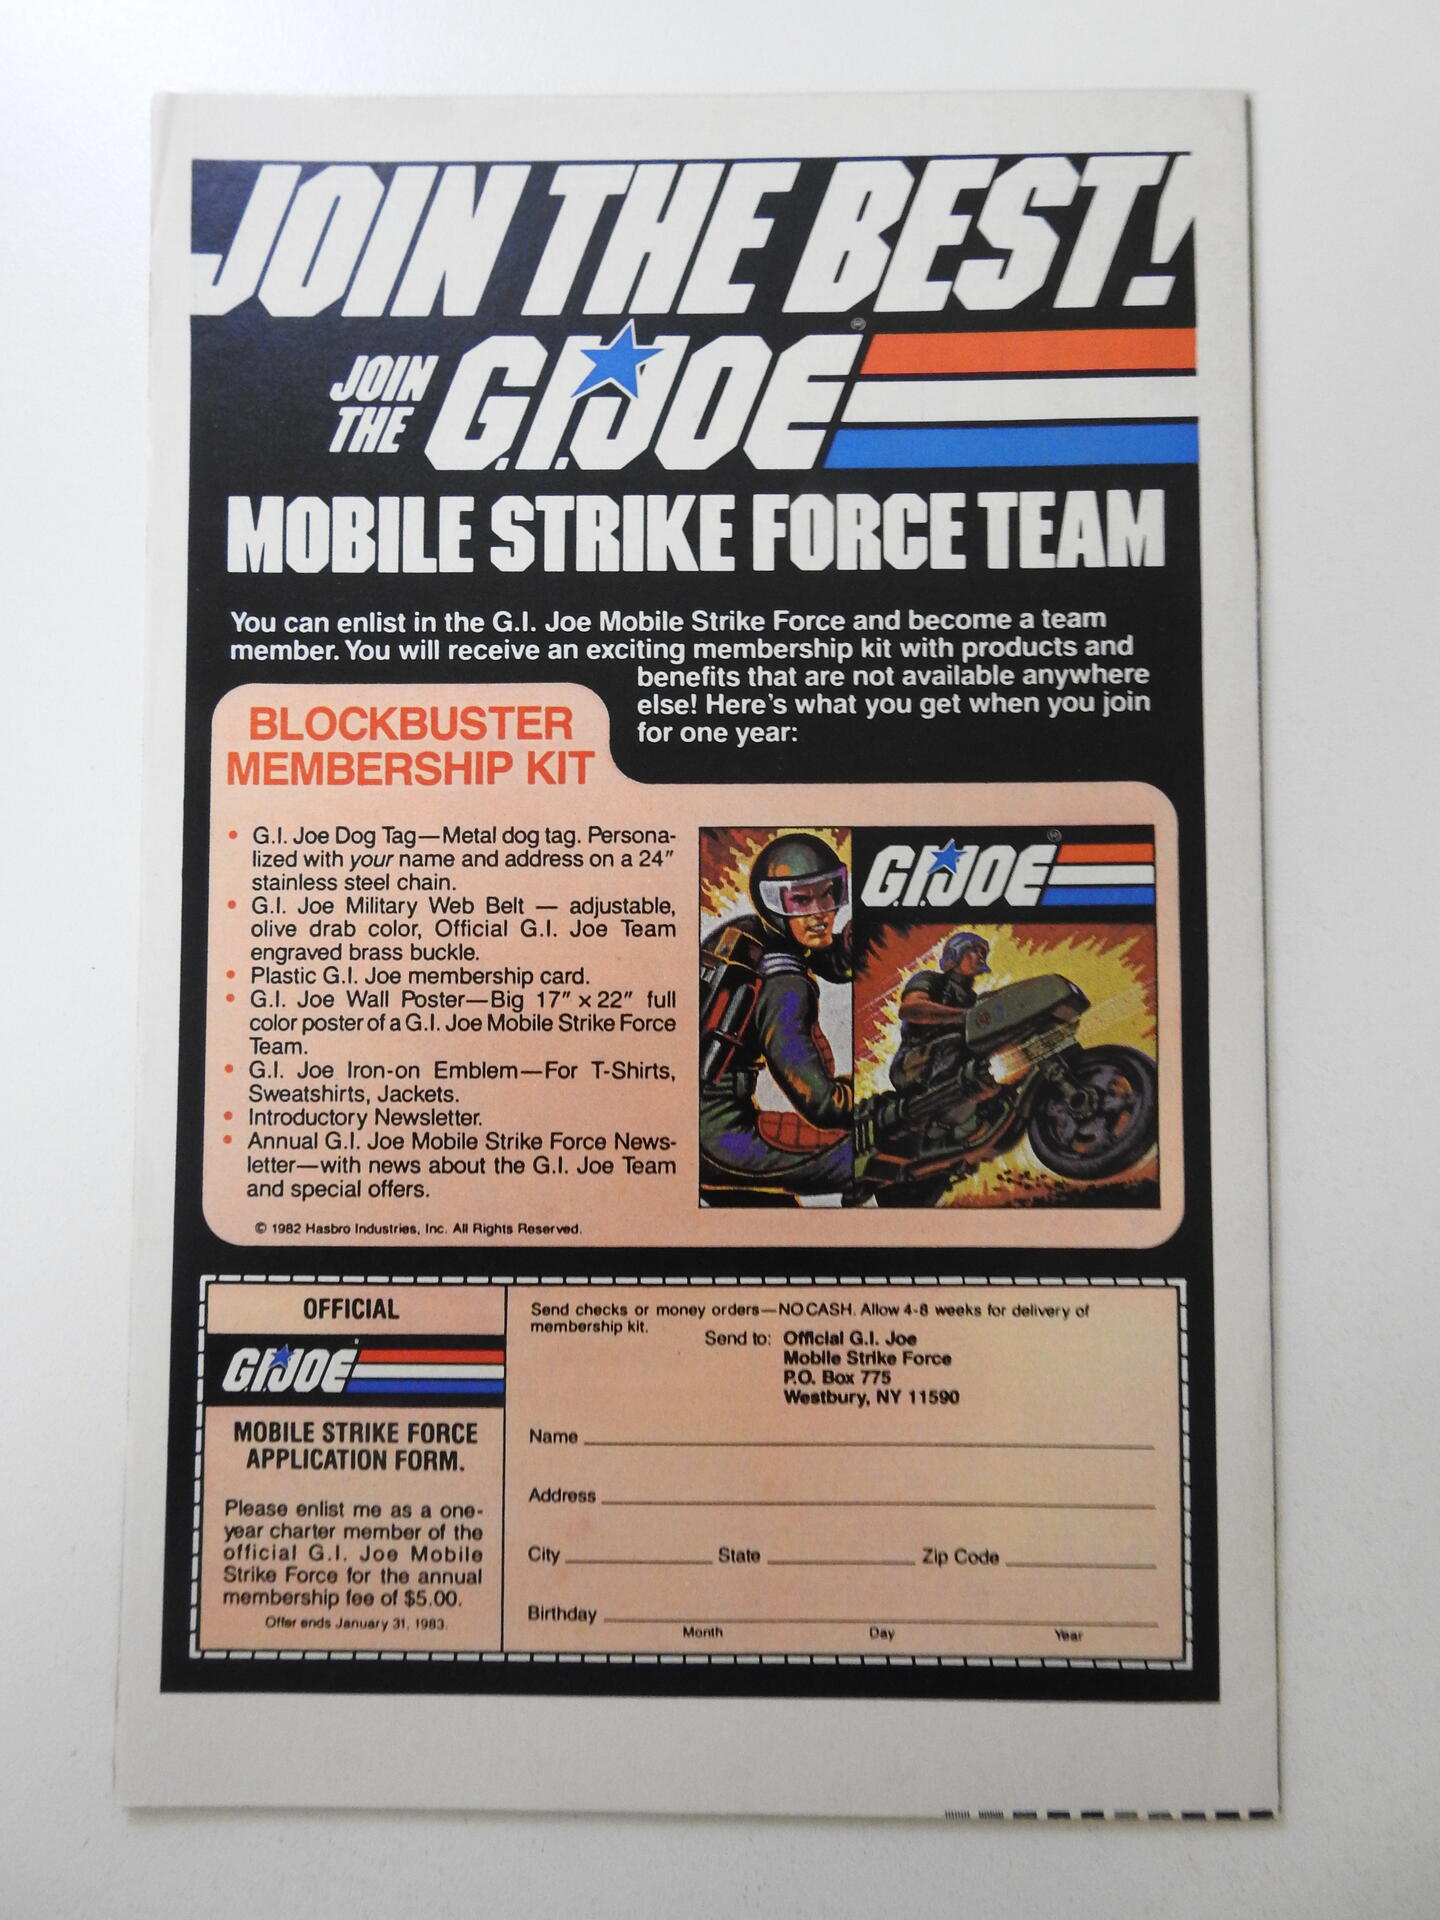 JOIN THE BEST!
JOIN
THE
G.I. JOE ®
MOBILE STRIKE FORCE TEAM
You can enlist in the G.I. Joe Mobile Strike Force and become a team
member. You will receive an exciting membership kit with products and
benefits that are not available anywhere
else! Here's what you get when you join
for one year:
BLOCKBUSTER
MEMBERSHIP KIT
• G.I. Joe Dog Tag—Metal dog tag. Persona-
lized with your name and address on a 24"
stainless steel chain.
• G.I. Joe Military Web Belt — adjustable,
olive drab color, Official G.I. Joe Team
engraved brass buckle.
• Plastic G.I. Joe membership card.
• G.I. Joe Wall Poster—Big 17" x 22" full
color poster of a G.I. Joe Mobile Strike Force
Team.
• G.I. Joe Iron-on Emblem—For T-Shirts,
Sweatshirts, Jackets.
• Introductory Newsletter.
• Annual G.I. Joe Mobile Strike Force News-
letter—with news about the G.I. Joe Team
and special offers.
© 1982 Hasbro Industries, Inc. All Rights Reserved.
G.I. JOE ®
OFFICIAL
G.I. JOE
MOBILE STRIKE FORCE
APPLICATION FORM.
Please enlist me as a one-
year charter member of the
official G.I. Joe Mobile
Strike Force for the annual
membership fee of $5.00.
Offer ends January 31, 1983.
Send checks or money orders—NO CASH. Allow 4-8 weeks for delivery of
membership kit.
Send to: Official G.I. Joe
Mobile Strike Force
P.O. Box 775
Westbury, NY 11590
Name
Address
City State Zip Code
Birthday
Month Day Year